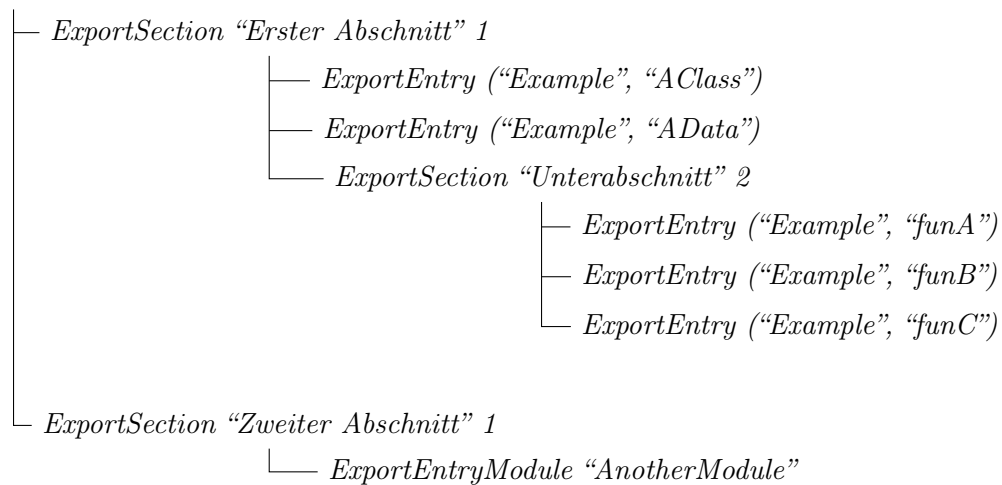 ExportSection “Erster Abschnitt” 1
ExportEntry (“Example”, “AClass”)
ExportEntry (“Example”, “AData”)
ExportSection “Unterabschnitt” 2
ExportEntry (“Example”, “funA”)
ExportEntry (“Example”, “funB”)
ExportEntry (“Example”, “funC”)
ExportSection “Zweiter Abschnitt” 1
ExportEntryModule “AnotherModule”